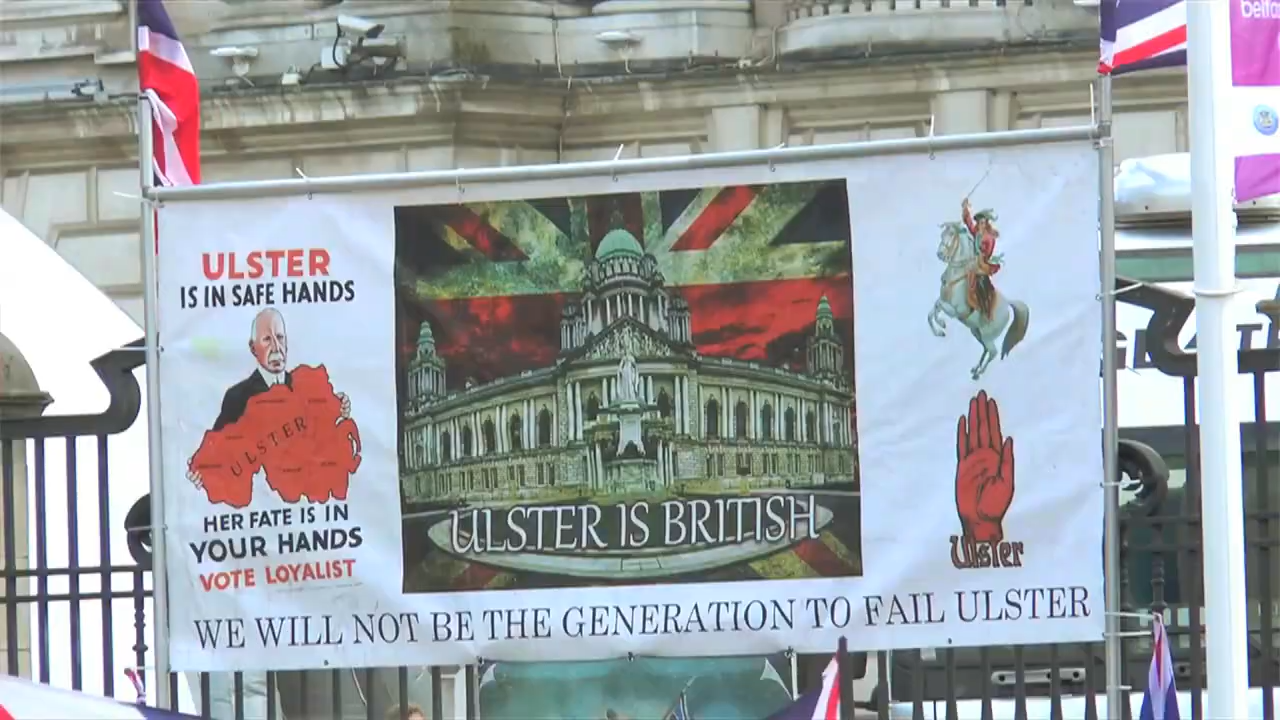 ULSTER
IS IN SAFE HANDS
ULSTER
HER FATE IS IN
YOUR HANDS
VOTE LOYALIST
ULSTER IS BRITISH
Ulster
WE WILL NOT BE THE GENERATION TO FAIL ULSTER